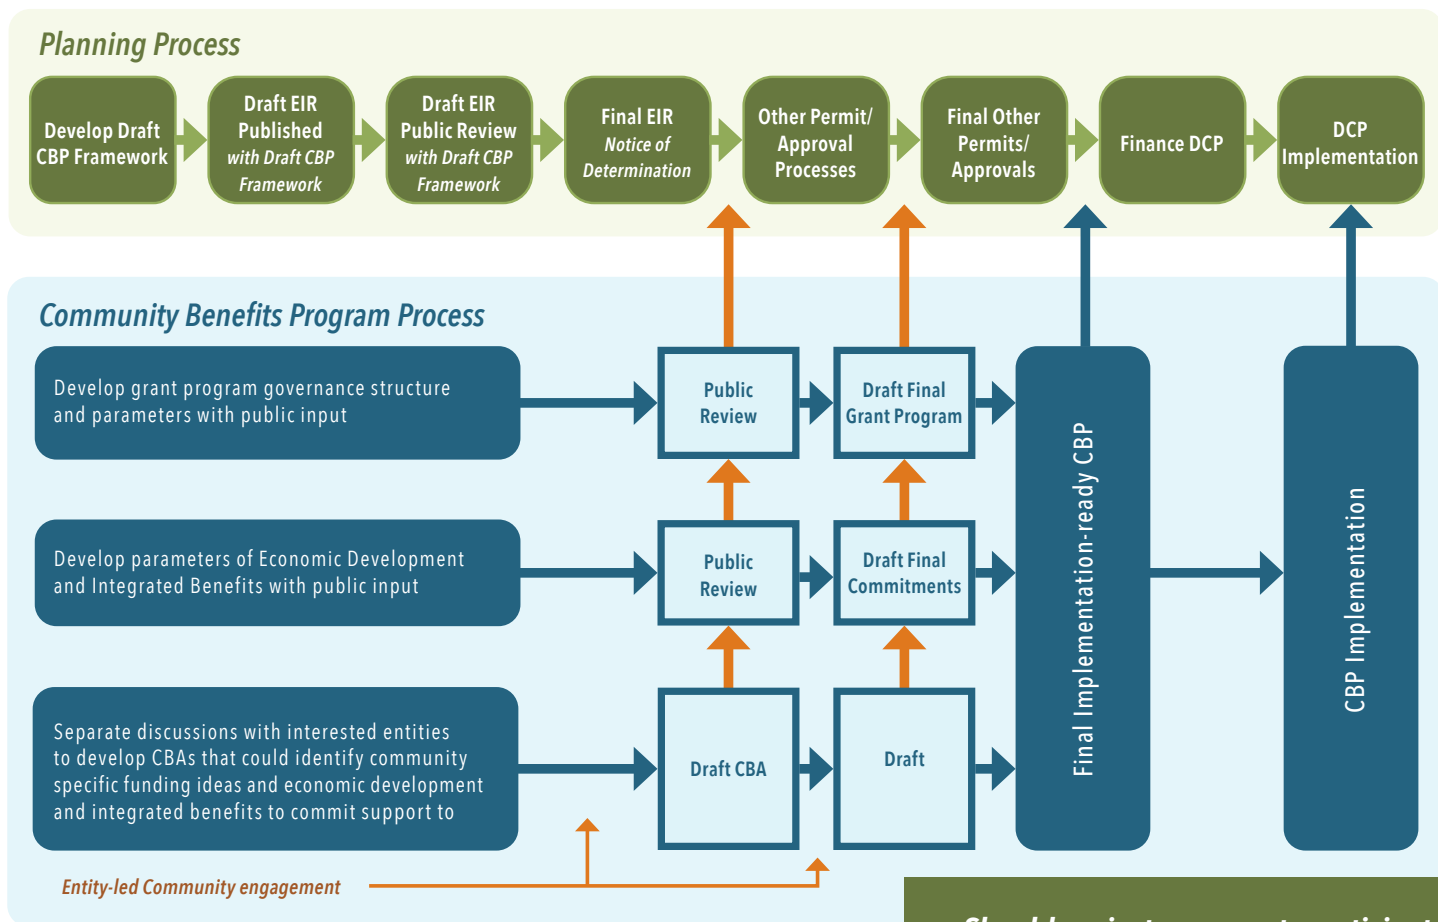 Planning Process
Develop Draft
CBP Framework
Draft EIR
Published
with Draft CBP
Framework
Draft EIR
Public Review
with Draft CBP
Framework
Final EIR
Notice of
Determination
Other Permit/
Approval
Processes
Final Other
Permits/
Approvals
Finance DCP
DCP
Implementation
Community Benefits Program Process
Develop grant program governance structure
and parameters with public input
Public
Review
Draft Final
Grant Program
Develop parameters of Economic Development
and Integrated Benefits with public input
Public
Review
Draft Final
Commitments
Separate discussions with interested entities
to develop CBAs that could identify community
specific funding ideas and economic development
and integrated benefits to commit support to
Draft CBA
Draft
Final Implementation-ready CBP
CBP Implementation
Entity-led Community engagement